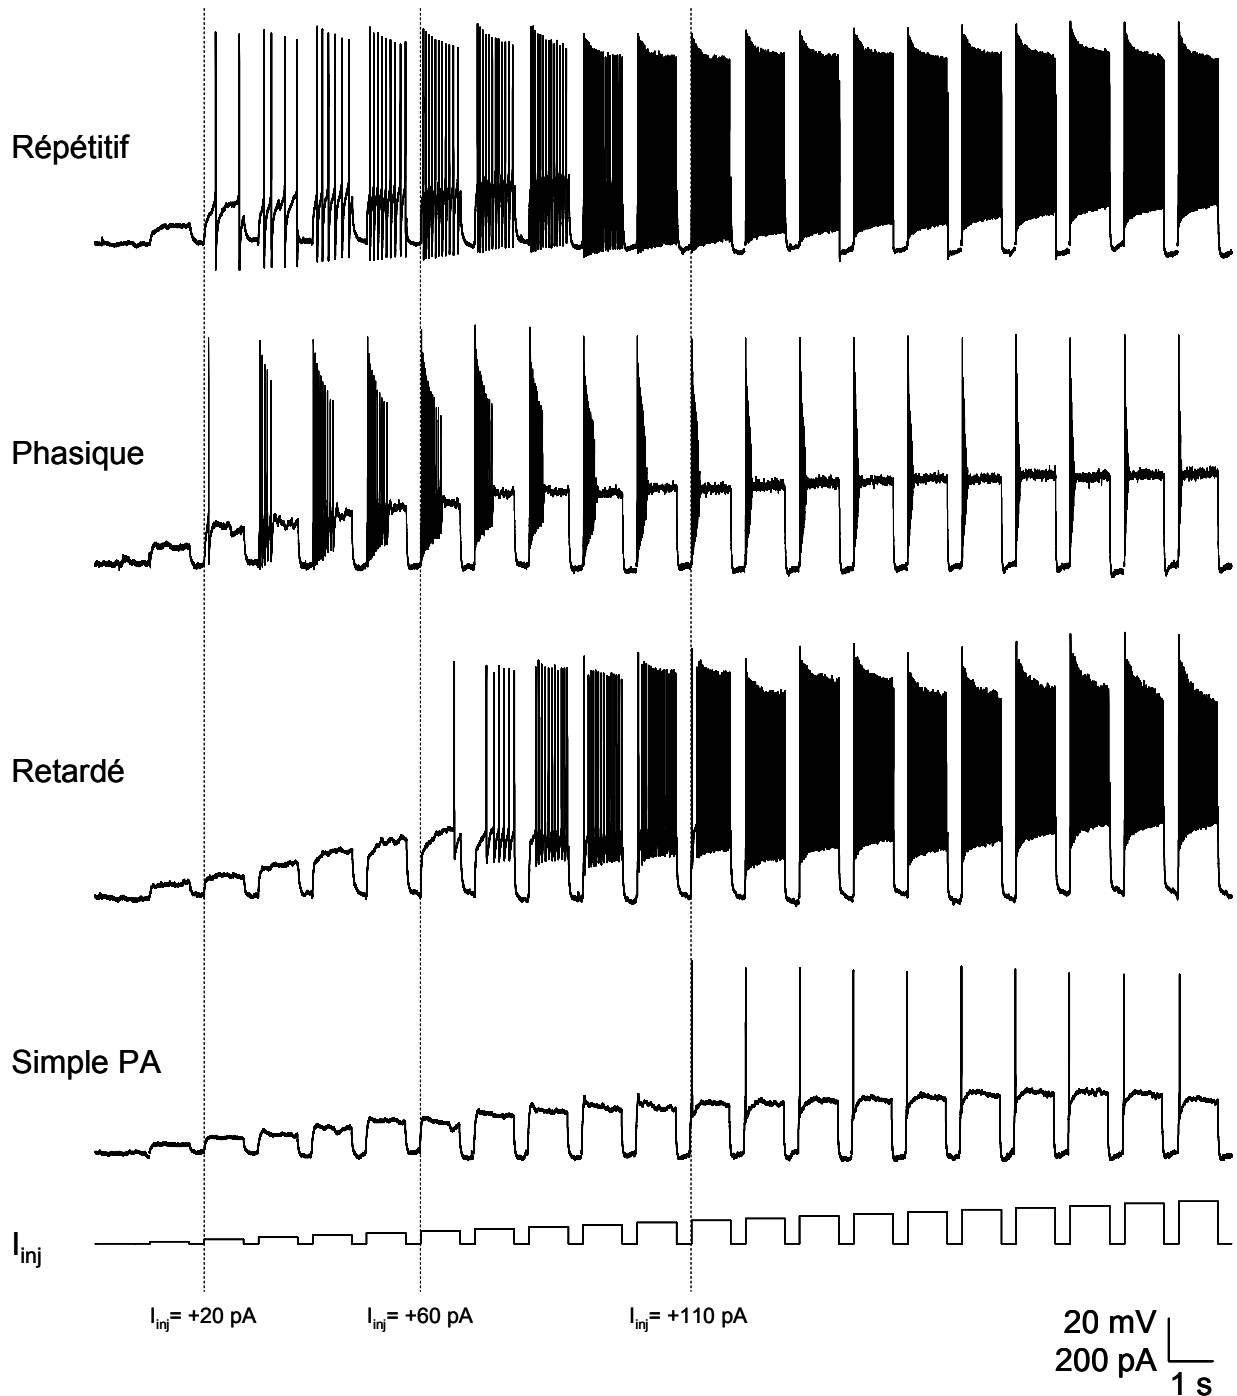 Répétitif
Phasique
Retardé
Simple PA
Iinj
Iinj= +20 pA
Iinj= +60 pA
Iinj= +110 pA
20 mV
200 pA
1 s